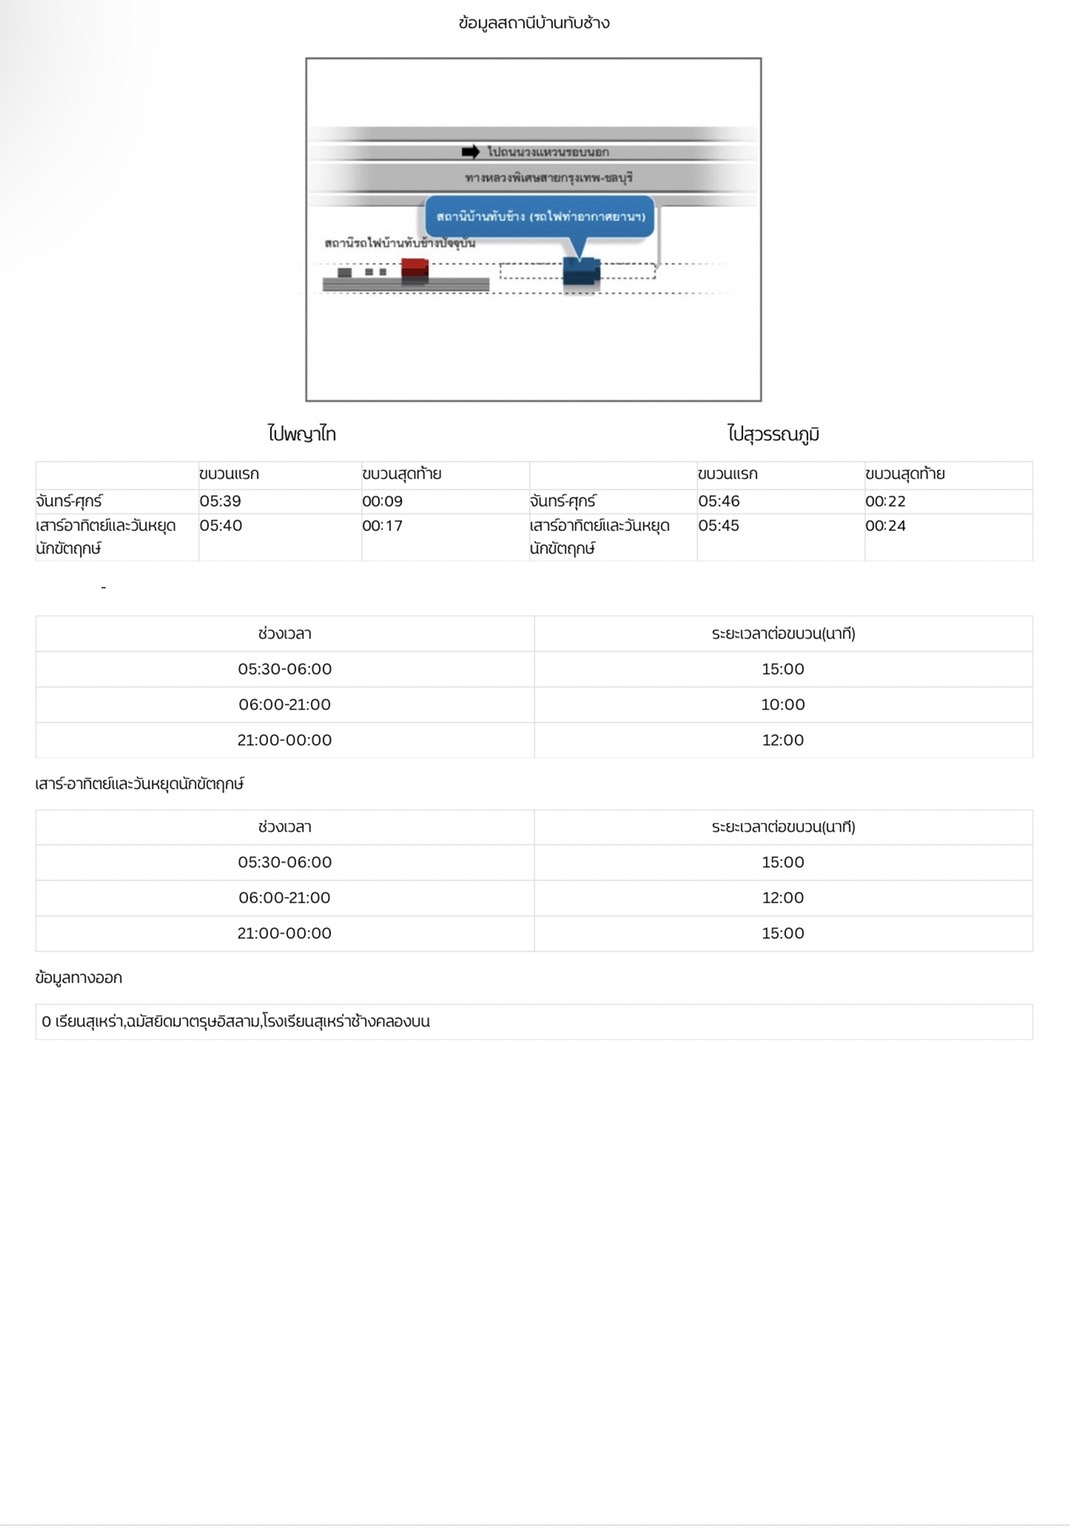 ข้อมูลสถานีบ้านทับช้าง
ไปถนนวงแหวนรอบนอก
ทางหลวงพิเศษสายกรุงเทพ-ชลบุรี
สถานีบ้านทับช้าง (รถไฟท่าอากาศยานฯ)
สถานีรถไฟบ้านทับช้างปัจจุบัน
ไปพญาไท ไปสุวรรณภูมิ
ขบวนแรก ขบวนสุดท้าย ขบวนแรก ขบวนสุดท้าย
จันทร์-ศุกร์ 05:39 00:09 จันทร์-ศุกร์ 05:46 00:22
เสาร์อาทิตย์และวันหยุด 05:40 00:17 เสาร์อาทิตย์และวันหยุด 05:45 00:24
นักขัตฤกษ์ นักขัตฤกษ์
-
ช่วงเวลา ระยะเวลาต่อขบวน(นาที)
05:30-06:00 15:00
06:00-21:00 10:00
21:00-00:00 12:00
เสาร์-อาทิตย์และวันหยุดนักขัตฤกษ์
ช่วงเวลา ระยะเวลาต่อขบวน(นาที)
05:30-06:00 15:00
06:00-21:00 12:00
21:00-00:00 15:00
ข้อมูลทางออก
0 เรียนสุเหร่า,ฉมัสยิดมาตรุษอิสลาม,โรงเรียนสุเหร่าช้างคลองบน